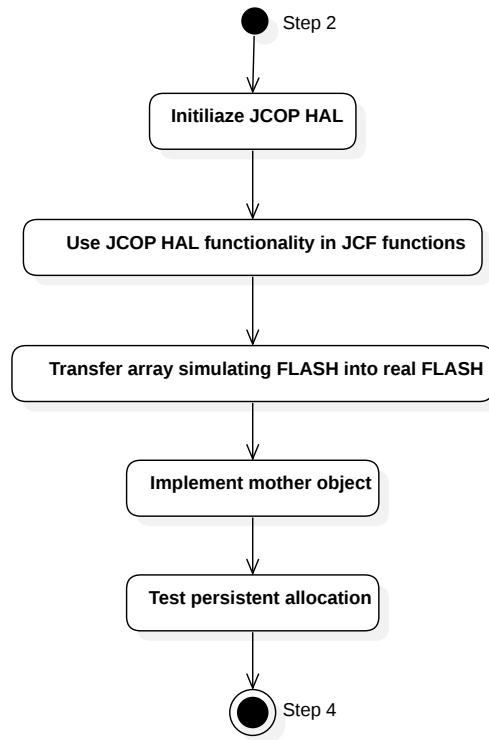 Step 2
Initiliaze JCOP HAL
Use JCOP HAL functionality in JCF functions
Transfer array simulating FLASH into real FLASH
Implement mother object
Test persistent allocation
Step 4